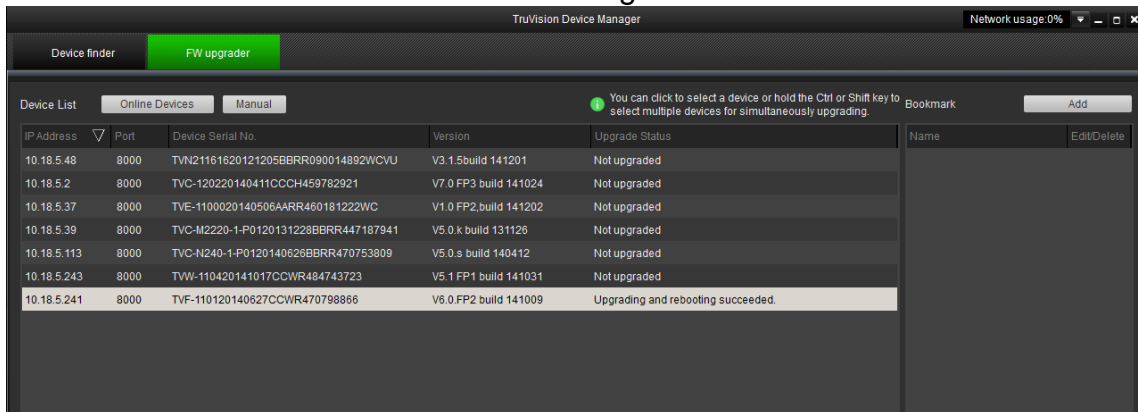 TruVision Device Manager
Network usage:0%
Device finder
FW upgrader
Device List
Online Devices
Manual
You can click to select a device or hold the Ctrl or Shift key to
select multiple devices for simultaneously upgrading.
Bookmark
Add
IP Address Port Device Serial No. Version Upgrade Status
Name Edit/Delete
10.18.5.48 8000 TVN21161620121205BBRR090014892WCVU V3.1.5build 141201 Not upgraded
10.18.5.2 8000 TVC-120220140411CCCH459782921 V7.0 FP3 build 141024 Not upgraded
10.18.5.37 8000 TVE-1100020140506AARR460181222WC V1.0 FP2,build 141202 Not upgraded
10.18.5.39 8000 TVC-M2220-1-P0120131228BBRR447187941 V5.0.k build 131126 Not upgraded
10.18.5.113 8000 TVC-N240-1-P0120140626BBRR470753809 V5.0.s build 140412 Not upgraded
10.18.5.243 8000 TVW-110420141017CCWR484743723 V5.1 FP1 build 141031 Not upgraded
10.18.5.241 8000 TVF-110120140627CCWR470798866 V6.0.FP2 build 141009 Upgrading and rebooting succeeded.